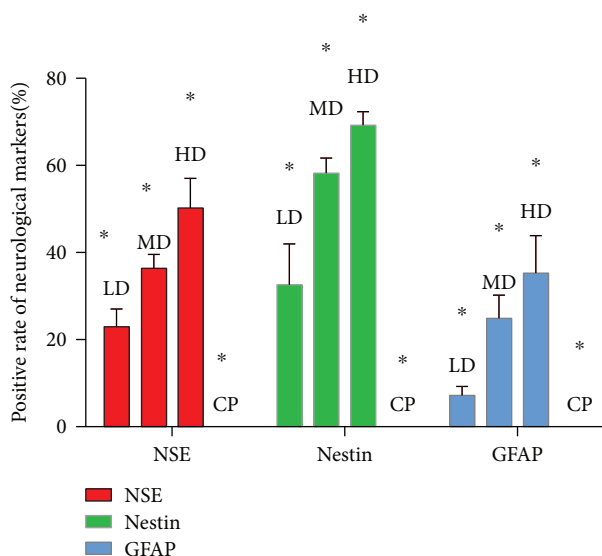 Positive rate of neurological markers(%)
80
60
40
20
0
*
LD
*
MD
*
HD
*
CP
*
LD
*
MD
*
HD
*
CP
*
LD
*
MD
*
HD
*
CP
NSE
Nestin
GFAP
NSE
Nestin
GFAP